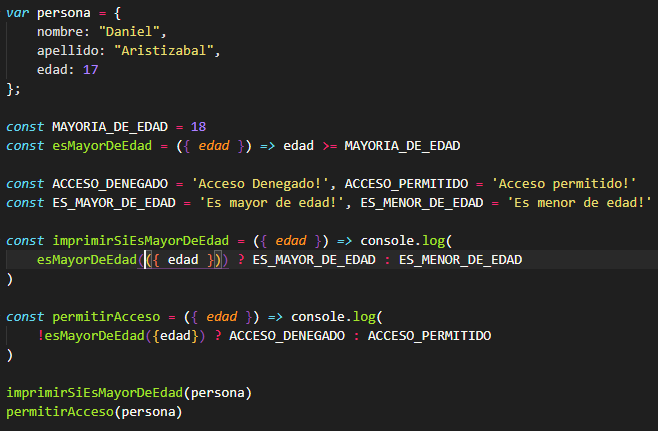 var persona = {
    nombre: "Daniel",
    apellido: "Aristizabal",
    edad: 17
};

const MAYORIA_DE_EDAD = 18
const esMayorDeEdad = ({ edad }) => edad >= MAYORIA_DE_EDAD

const ACCESO_DENEGADO = 'Acceso Denegado!', ACCESO_PERMITIDO = 'Acceso permitido!'
const ES_MAYOR_DE_EDAD = 'Es mayor de edad!', ES_MENOR_DE_EDAD = 'Es menor de edad!'

const imprimirSiEsMayorDeEdad = ({ edad }) => console.log(
    esMayorDeEdad(({ edad })) ? ES_MAYOR_DE_EDAD : ES_MENOR_DE_EDAD
)

const permitirAcceso = ({ edad }) => console.log(
    !esMayorDeEdad({edad}) ? ACCESO_DENEGADO : ACCESO_PERMITIDO
)

imprimirSiEsMayorDeEdad(persona)
permitirAcceso(persona)